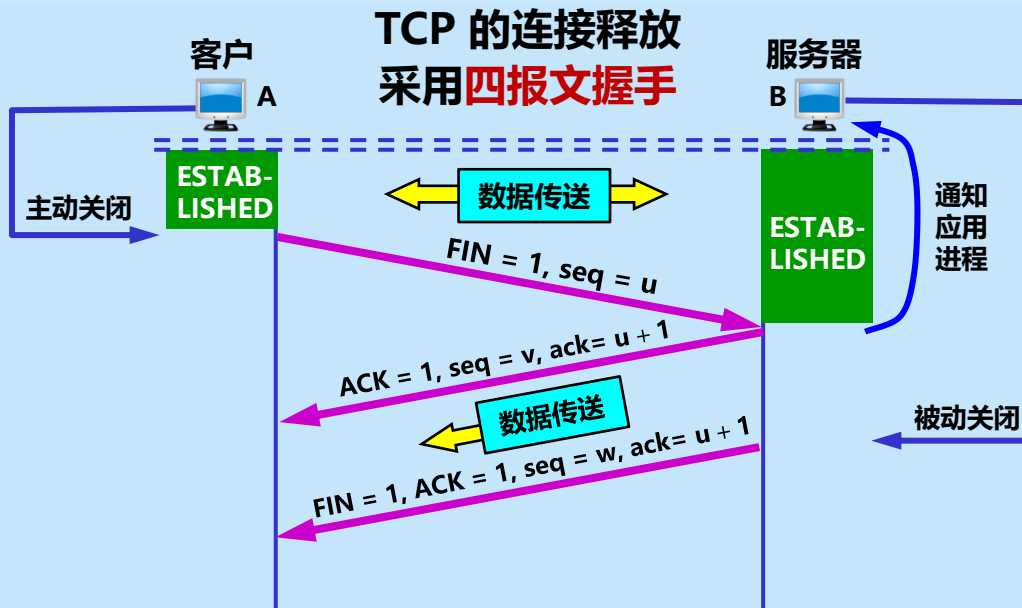 TCP 的连接释放
采用四报文握手
客户
A
服务器
B
ESTAB-
LISHED
数据传送
ESTAB-
LISHED
主动关闭
通知
应用
进程
FIN = 1, seq = u
ACK = 1, seq = v, ack= u + 1
数据传送
被动关闭
FIN = 1, ACK = 1, seq = w, ack= u + 1